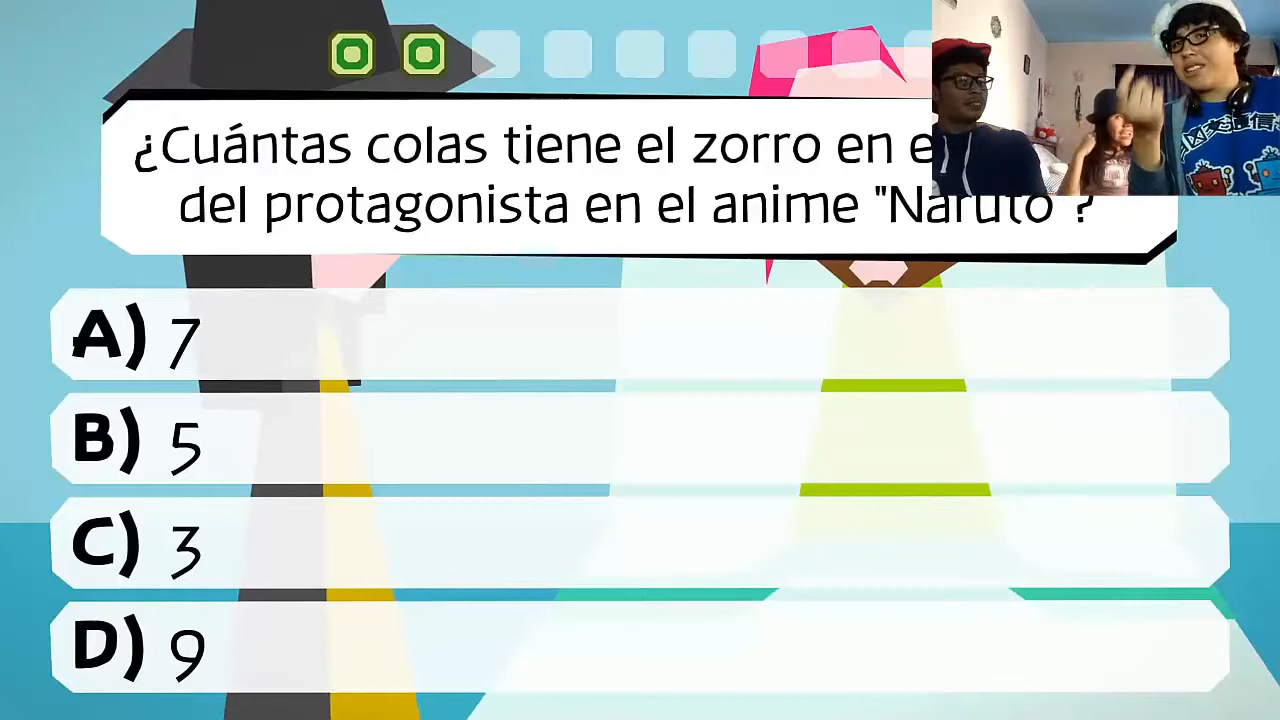 ¿Cuántas colas tiene el zorro en e
del protagonista en el anime "Naruto"?
A) 7
B) 5
C) 3
D) 9